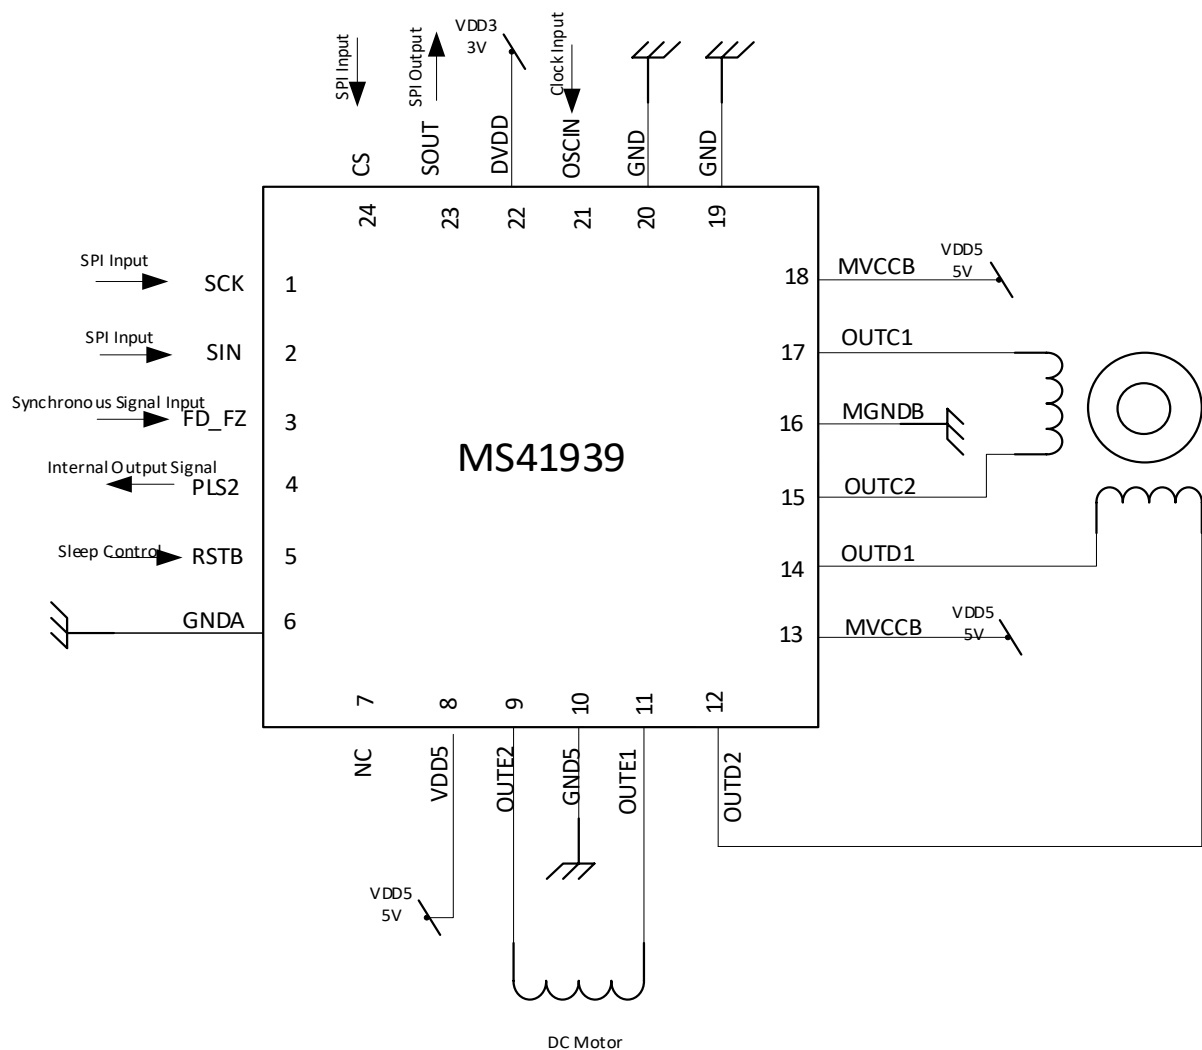 VDD3
3V
SPI Input
SPI Output
Clock Input
CS
SOUT
DVDD
OSCIN
GND
GND
24
23
22
21
20
19
SPI Input
SCK
1
SPI Input
SIN
2
Synchronous Signal Input
FD_FZ
3
Internal Output Signal
PLS2
4
Sleep Control
RSTB
5
GNDA
6
MS41939
18
MVCCB
VDD5
5V
17
OUTC1
16
MGNDB
15
OUTC2
14
OUTD1
13
MVCCB
VDD5
5V
7
8
9
10
11
12
NC
VDD5
OUTE2
GND5
OUTE1
OUTD2
VDD5
5V
DC Motor